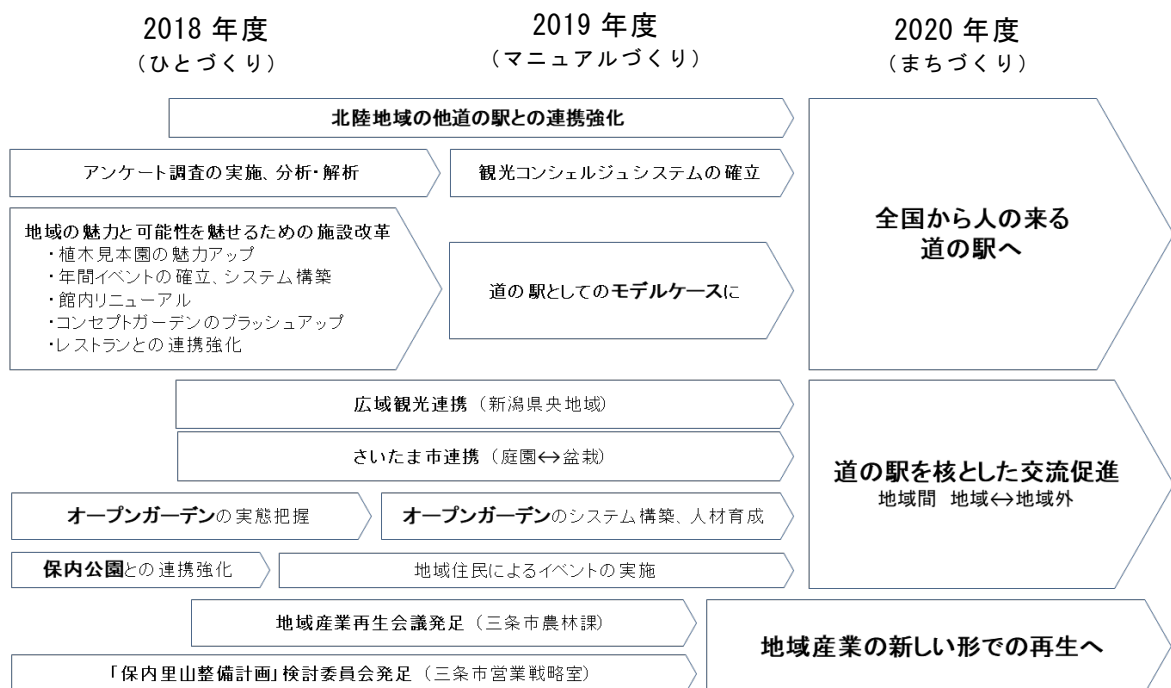 2018 年度
(ひとづくり)
2019 年度
(マニュアルづくり)
2020 年度
(まちづくり)
北陸地域の他道の駅との連携強化
アンケート調査の実施、分析・解析
観光コンシェルジュシステムの確立
地域の魅力と可能性を魅せるための施設改革
・植木見本園の魅力アップ
・年間イベントの確立、システム構築
・館内リニューアル
・コンセプトガーデンのブラッシュアップ
・レストランとの連携強化
道の駅としてのモデルケースに
全国から人の来る
道の駅へ
広域観光連携（新潟県央地域）
さいたま市連携（庭園↔盆栽）
オープンガーデンの実態把握
オープンガーデンのシステム構築、人材育成
保内公園との連携強化
地域住民によるイベントの実施
道の駅を核とした交流促進
地域間 地域↔地域外
地域産業再生会議発足（三条市農林課）
「保内里山整備計画」検討委員会発足（三条市営業戦略室）
地域産業の新しい形での再生へ